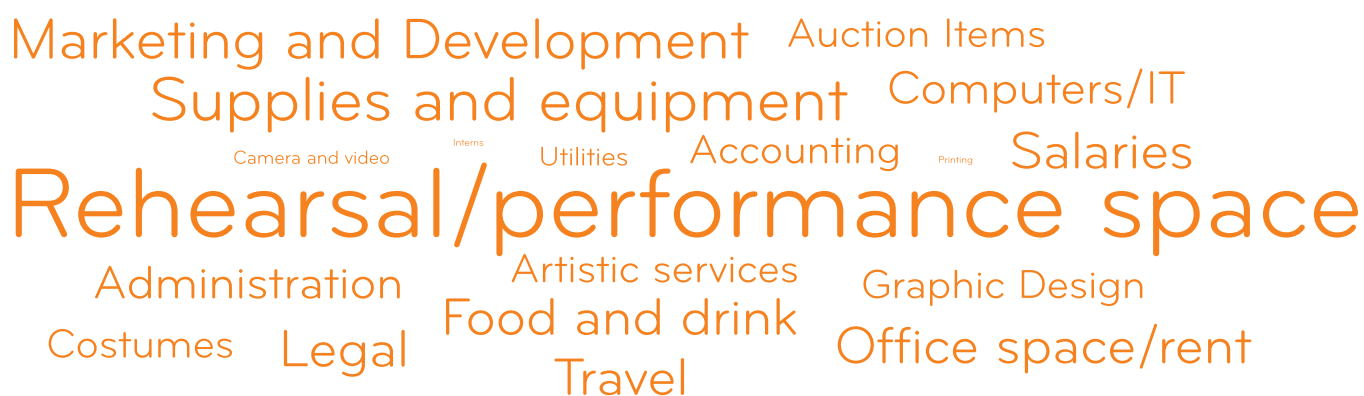 Marketing and Development
Auction Items
Supplies and equipment
Computers/IT
Camera and video
Interns
Utilities
Accounting
Printing
Salaries
Rehearsal/performance space
Administration
Artistic services
Graphic Design
Costumes
Legal
Food and drink
Office space/rent
Travel